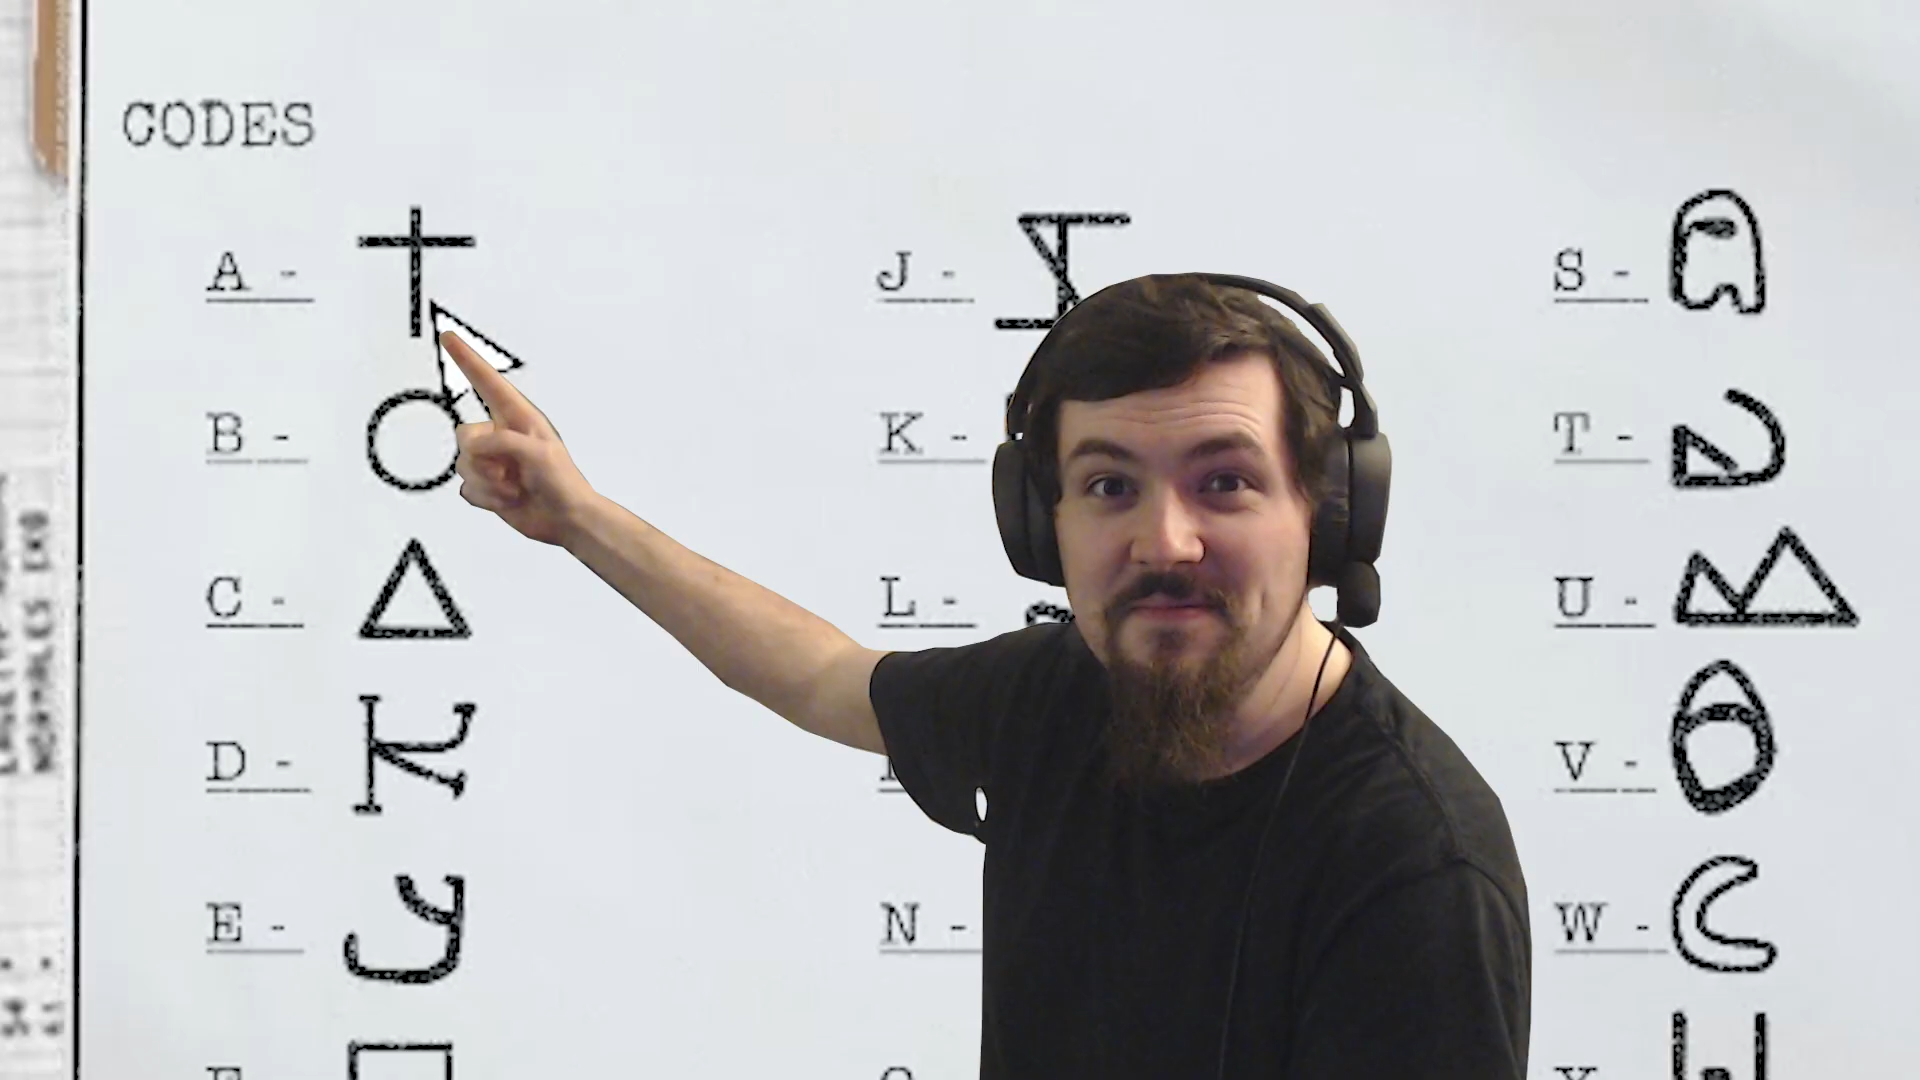 CODES
A -
B -
C -
D -
E -
J -
K -
L -
N -
S -
T -
U -
V -
W -